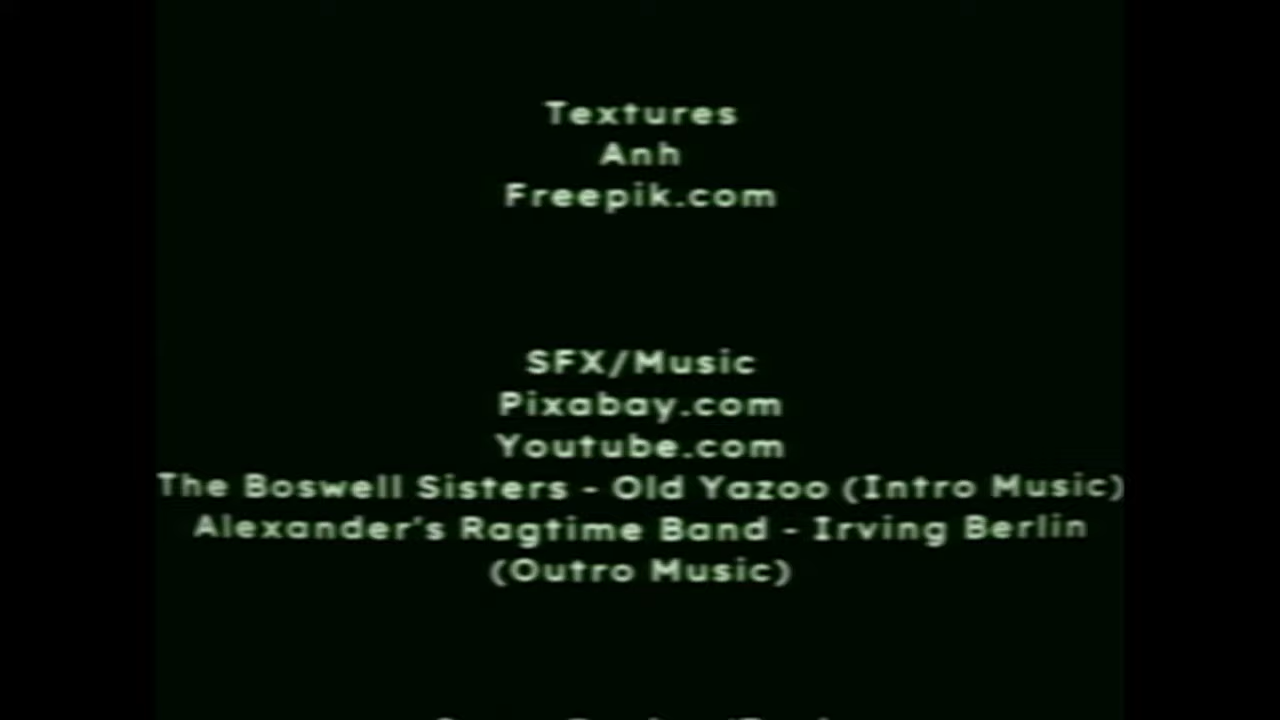 Textures
Anh
Freepik.com
SFX/Music
Pixabay.com
Youtube.com
The Boswell Sisters - Old Yazoo (Intro Music)
Alexander's Ragtime Band - Irving Berlin
(Outro Music)